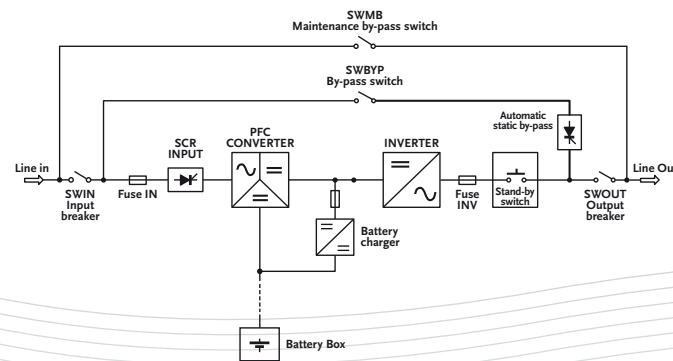 SWMB
Maintenance by-pass switch
SWBYP
By-pass switch
Automatic
static by-pass
SCR
INPUT
PFC
CONVERTER
INVERTER
Line in
SWIN
Input
breaker
Fuse IN
Fuse
INV
Stand-by
switch
SWOUT
Output
breaker
Line Ou
Battery
charger
Battery Box